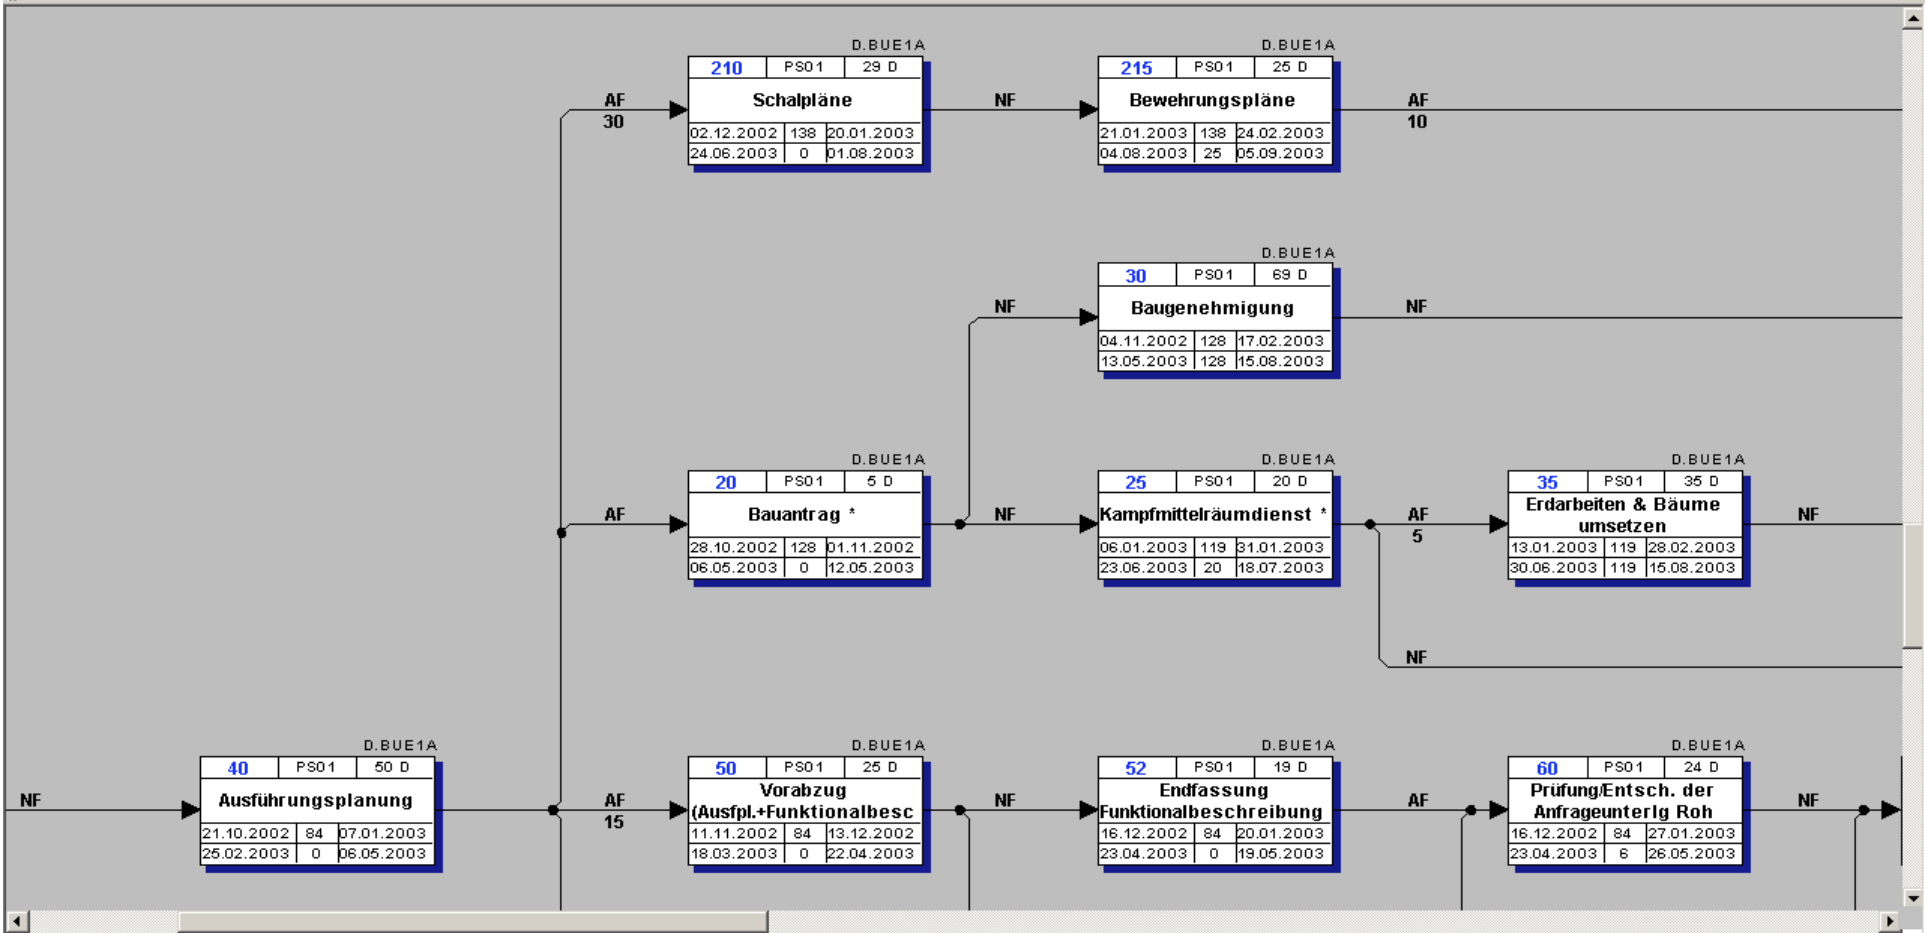 D.BUE1A
210 PS01 29 D
Schalpläne
02.12.2002 138 20.01.2003
24.06.2003 0 01.08.2003
D.BUE1A
215 PS01 25 D
Bewehrungspläne
21.01.2003 138 24.02.2003
04.08.2003 25 05.09.2003
AF
30
NF
AF
10
D.BUE1A
30 PS01 69 D
Baugenehmigung
04.11.2002 128 17.02.2003
13.05.2003 128 15.08.2003
NF
NF
D.BUE1A
20 PS01 5 D
Bauantrag *
28.10.2002 128 01.11.2002
06.05.2003 0 12.05.2003
D.BUE1A
25 PS01 20 D
Kampfmittelräumdienst *
06.01.2003 119 31.01.2003
23.06.2003 20 18.07.2003
D.BUE1A
35 PS01 35 D
Erdarbeiten & Bäume
umsetzen
13.01.2003 119 28.02.2003
30.06.2003 119 15.08.2003
AF
NF
AF
5
NF
NF
D.BUE1A
40 PS01 50 D
Ausführungsplanung
21.10.2002 84 07.01.2003
25.02.2003 0 06.05.2003
D.BUE1A
50 PS01 25 D
Vorabzug
(Ausfpl.+Funktionalbesc
11.11.2002 84 13.12.2002
18.03.2003 0 22.04.2003
D.BUE1A
52 PS01 19 D
Endfassung
Funktionalbeschreibung
16.12.2002 84 20.01.2003
23.04.2003 0 19.05.2003
D.BUE1A
60 PS01 24 D
Prüfung/Entsch. der
Anfrageunterlg Roh
16.12.2002 84 27.01.2003
23.04.2003 6 26.05.2003
NF
AF
15
NF
AF
NF